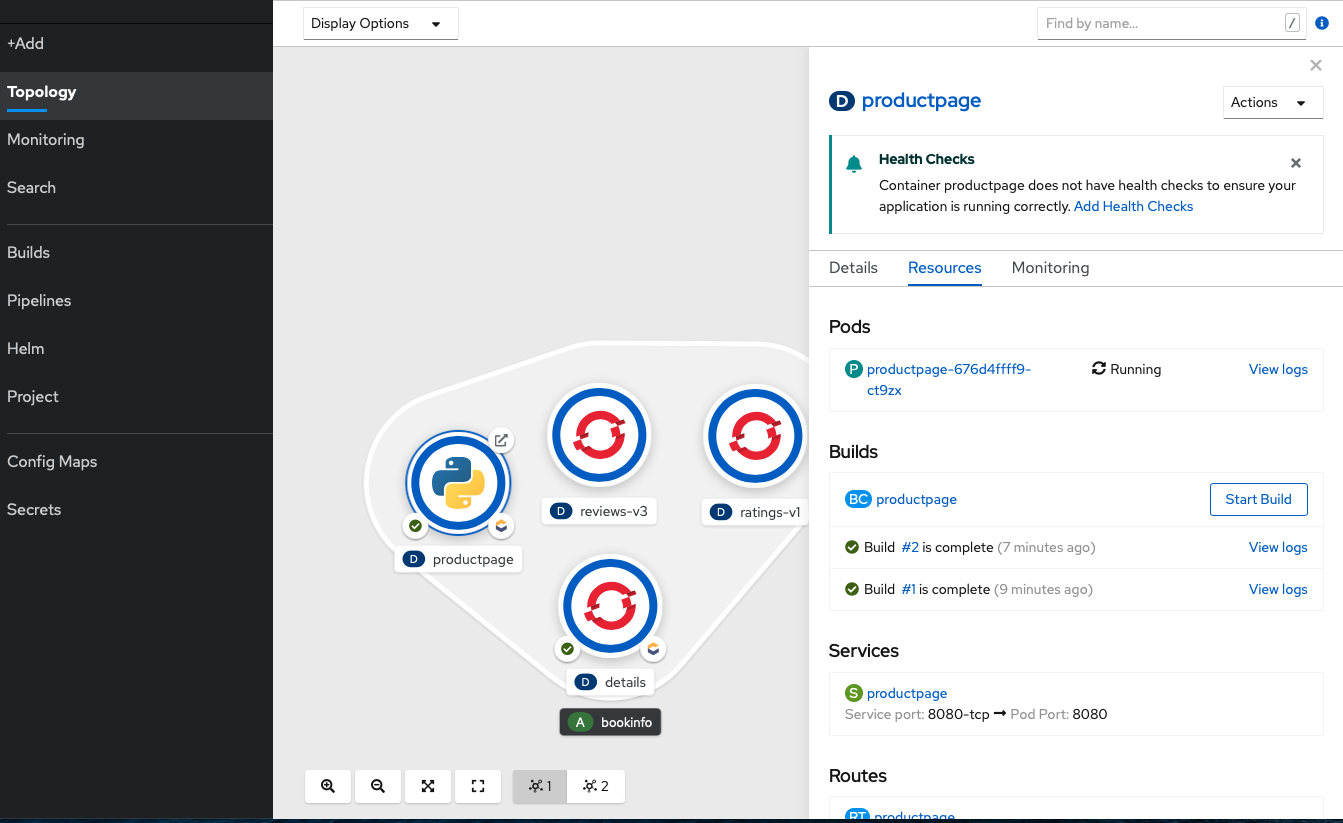 Display Options
Find by name...
/
+Add
Topology
Monitoring
Search
Builds
Pipelines
Helm
Project
Config Maps
Secrets
D reviews-v3
D ratings-v1
D productpage
D details
A bookinfo
1
2
D productpage
Actions
Health Checks
Container productpage does not have health checks to ensure your
application is running correctly. Add Health Checks
Details Resources Monitoring
Pods
P productpage-676d4ffff9- Running View logs
ct9zx
Builds
BC productpage Start Build
Build #2 is complete (7 minutes ago) View logs
Build #1 is complete (9 minutes ago) View logs
Services
S productpage
Service port: 8080-tcp → Pod Port: 8080
Routes
RT productpage